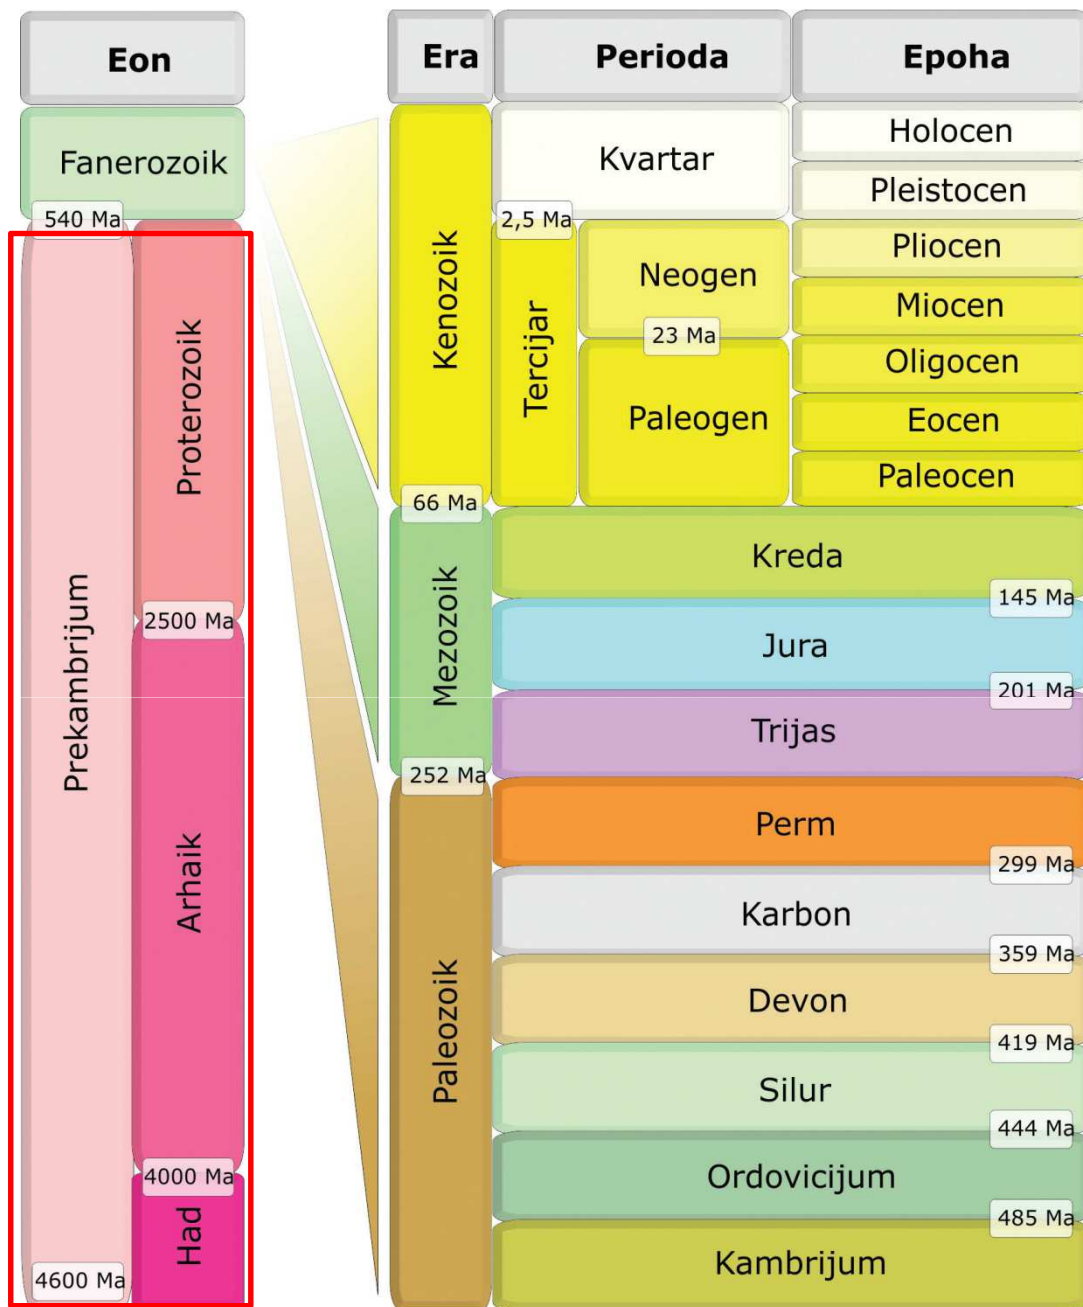 Eon
Era
Perioda
Epoha
Fanerozoik
540 Ma
Prekambrijum
Proterozoik
2500 Ma
Arhaik
4000 Ma
Had
4600 Ma
Kenozoik
66 Ma
Mezozoik
252 Ma
Paleozoik
Kvartar
2,5 Ma
Tercijar
Neogen
23 Ma
Paleogen
Holocen
Pleistocen
Pliocen
Miocen
Oligocen
Eocen
Paleocen
Kreda
145 Ma
Jura
201 Ma
Trijas
Perm
299 Ma
Karbon
359 Ma
Devon
419 Ma
Silur
444 Ma
Ordovicijum
485 Ma
Kambrijum